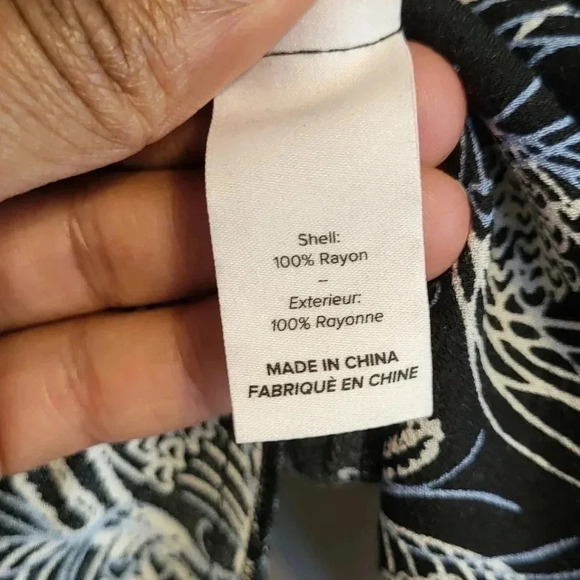 Shell:
100% Rayon
–
Exterieur:
100% Rayonne
MADE IN CHINA
FABRIQUÈ EN CHINE